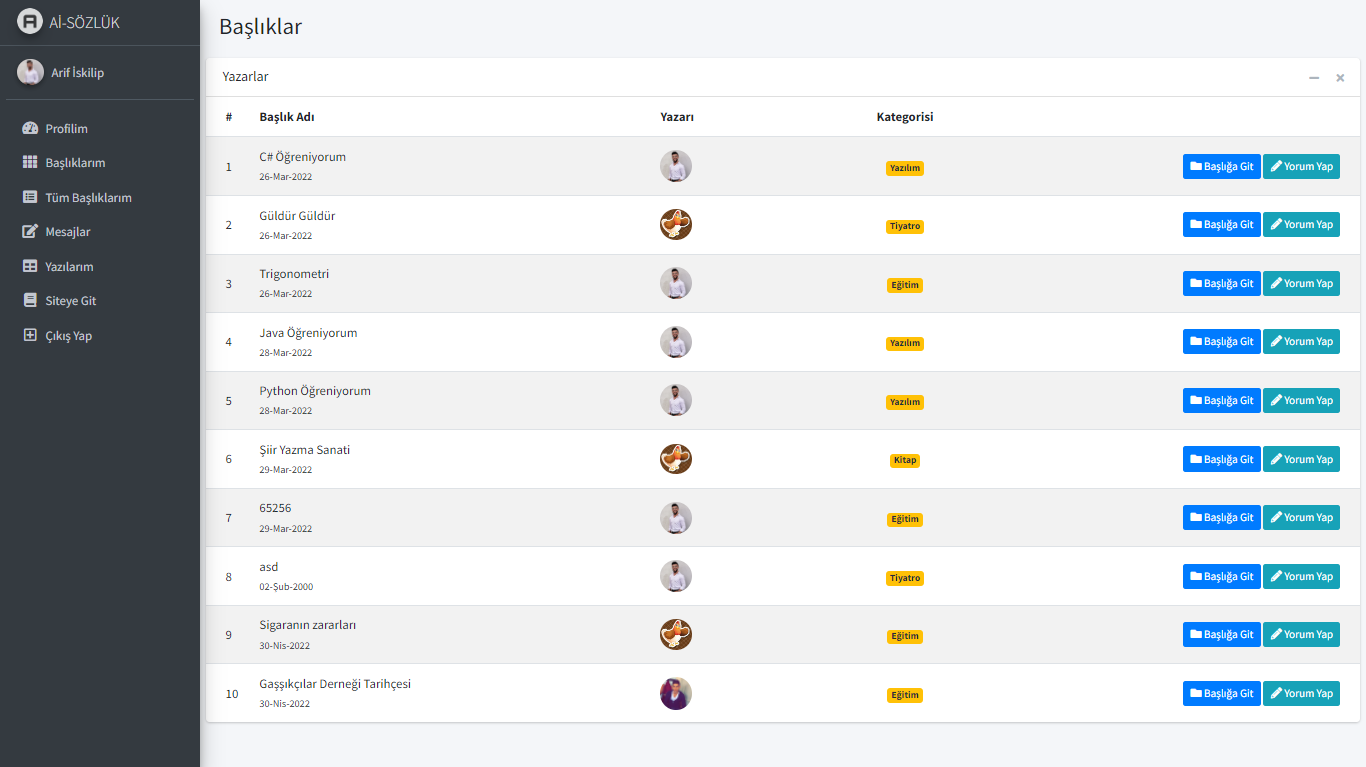 Aİ-SÖZLÜK
Arif İskilip
Profilim
Başlıklarım
Tüm Başlıklarım
Mesajlar
Yazılarım
Siteye Git
Çıkış Yap
Başlıklar
Yazarlar
# Başlık Adı Yazarı Kategorisi
1 C# Öğreniyorum Yazılım Başlığa Git Yorum Yap
26-Mar-2022
2 Güldür Güldür Tiyatro Başlığa Git Yorum Yap
26-Mar-2022
3 Trigonometri Eğitim Başlığa Git Yorum Yap
26-Mar-2022
4 Java Öğreniyorum Yazılım Başlığa Git Yorum Yap
28-Mar-2022
5 Python Öğreniyorum Yazılım Başlığa Git Yorum Yap
28-Mar-2022
6 Şiir Yazma Sanati Kitap Başlığa Git Yorum Yap
29-Mar-2022
7 65256 Eğitim Başlığa Git Yorum Yap
29-Mar-2022
8 asd Tiyatro Başlığa Git Yorum Yap
02-Şub-2000
9 Sigaranın zararları Eğitim Başlığa Git Yorum Yap
30-Nis-2022
10 Gaşşıkçılar Derneği Tarihçesi Eğitim Başlığa Git Yorum Yap
30-Nis-2022